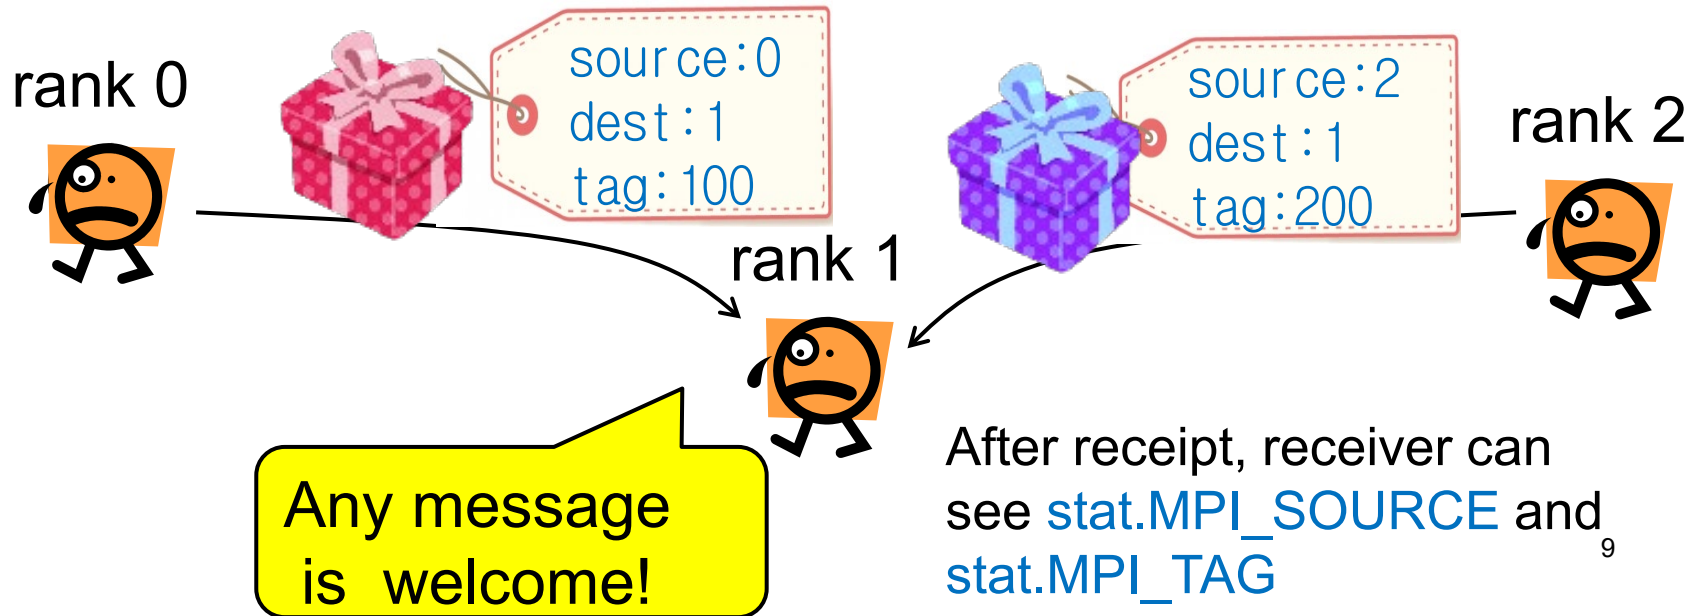 rank 0
source:0
dest:1
tag:100
source:2
dest:1
tag:200
rank 2
rank 1
Any message
is welcome!
After receipt, receiver can
see stat.MPI_SOURCE and
stat.MPI_TAG
9